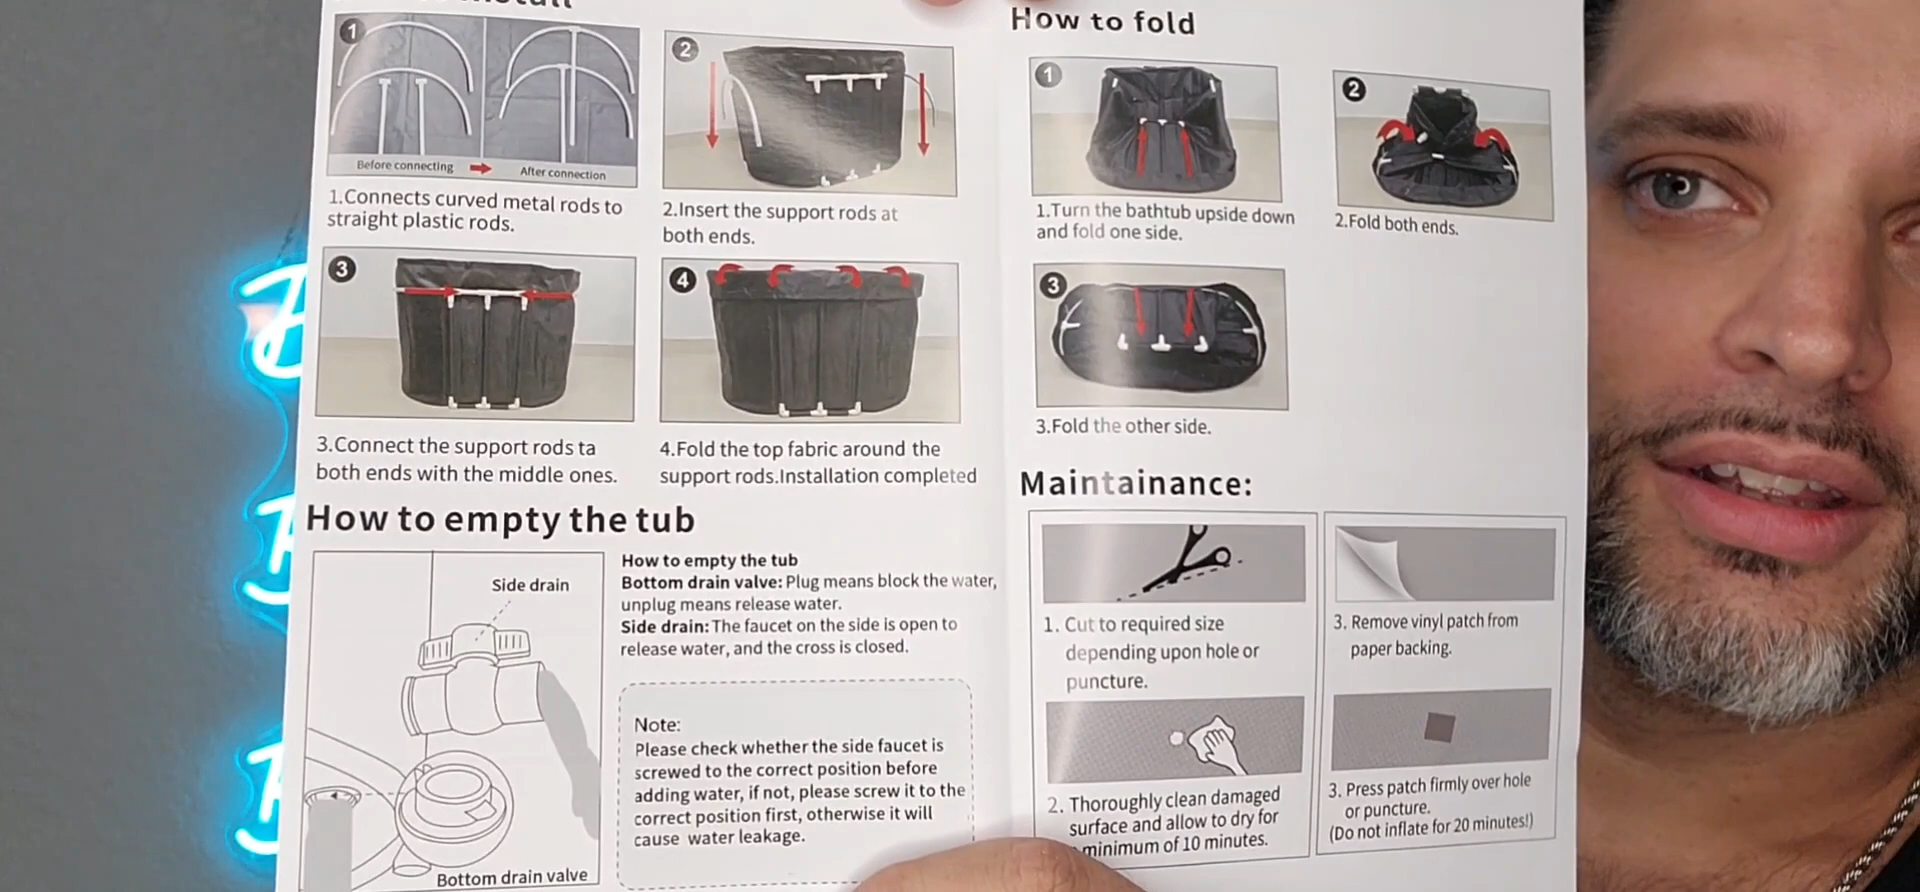 1
Before connecting
After connection
1.Connects curved metal rods to
straight plastic rods.
2
2.Insert the support rods at
both ends.
3
3.Connect the support rods ta
both ends with the middle ones.
4
4.Fold the top fabric around the
support rods.Installation completed
How to empty the tub
Side drain
Bottom drain valve
How to empty the tub
Bottom drain valve: Plug means block the water,
unplug means release water.
Side drain: The faucet on the side is open to
release water, and the cross is closed.
Note:
Please check whether the side faucet is
screwed to the correct position before
adding water, if not, please screw it to the
correct position first, otherwise it will
cause water leakage.
How to fold
1
1.Turn the bathtub upside down
and fold one side.
2
2.Fold both ends.
3
3.Fold the other side.
Maintainance:
1. Cut to required size
depending upon hole or
puncture.
2. Thoroughly clean damaged
surface and allow to dry for
minimum of 10 minutes.
3. Remove vinyl patch from
paper backing.
3. Press patch firmly over hole
or puncture.
(Do not inflate for 20 minutes!)